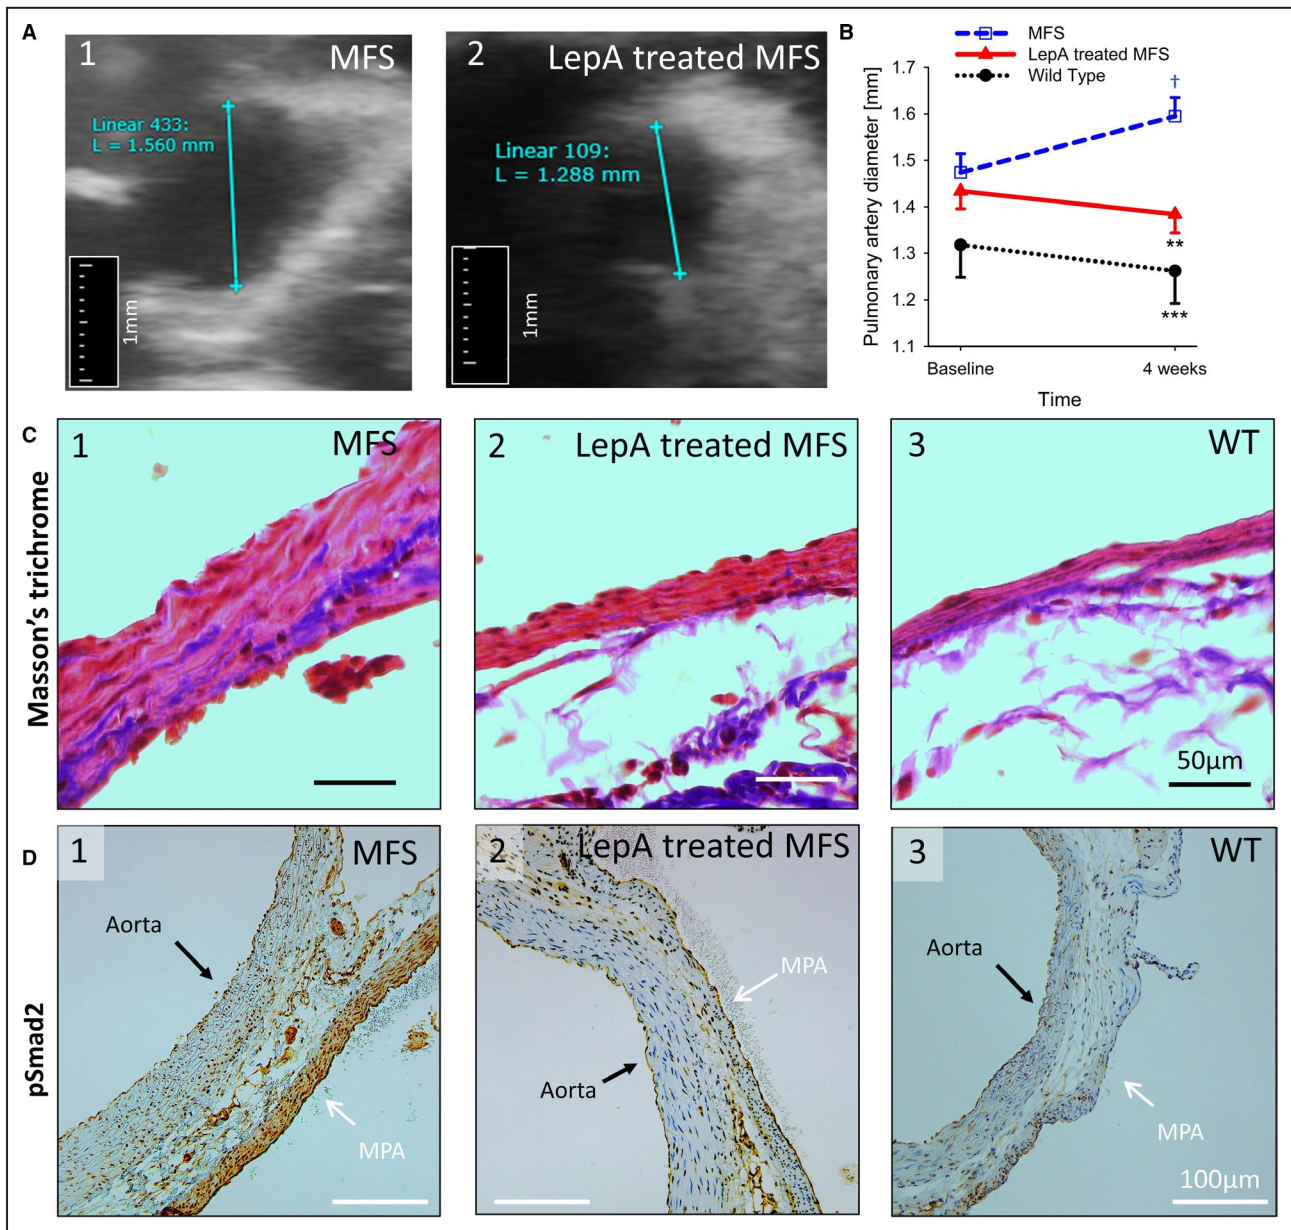 A
1
MFS
Linear 433:
L = 1.560 mm
1mm
2
LepA treated MFS
Linear 109:
L = 1.288 mm
1mm
B
MFS
LepA treated MFS
Wild Type
Pulmonary artery diameter [mm]
1.7
1.6
1.5
1.4
1.3
1.2
1.1
†
**
***
Baseline
4 weeks
Time
C
Masson's trichrome
1
MFS
2
LepA treated MFS
3
WT
50µm
D
pSmad2
1
MFS
Aorta
MPA
2
LepA treated MFS
MPA
Aorta
3
WT
Aorta
MPA
100µm